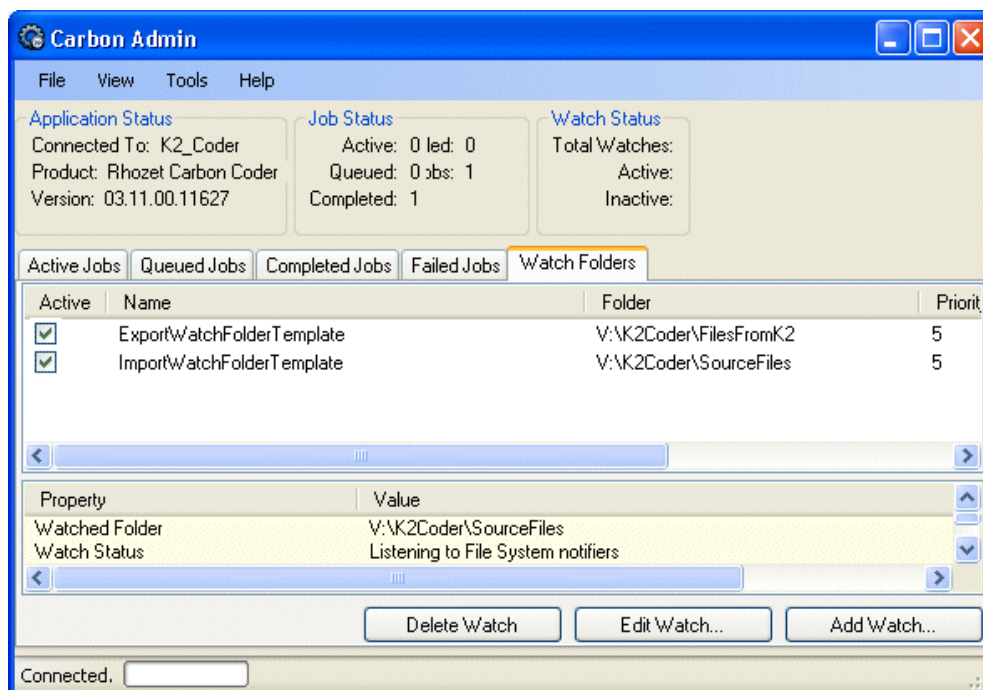 Carbon Admin
File View Tools Help
Application Status Job Status Watch Status
Connected To: K2_Coder Active: 0 led: 0 Total Watches:
Product: Rhozet Carbon Coder Queued: 0 obs: 1 Active:
Version: 03.11.00.11627 Completed: 1 Inactive:
Active Jobs Queued Jobs Completed Jobs Failed Jobs Watch Folders
Active Name Folder Priorit
ExportWatchFolderTemplate V:\K2Coder\FilesFromK2 5
ImportWatchFolderTemplate V:\K2Coder\SourceFiles 5
Property Value
Watched Folder V:\K2Coder\SourceFiles
Watch Status Listening to File System notifiers
Delete Watch Edit Watch... Add Watch...
Connected.